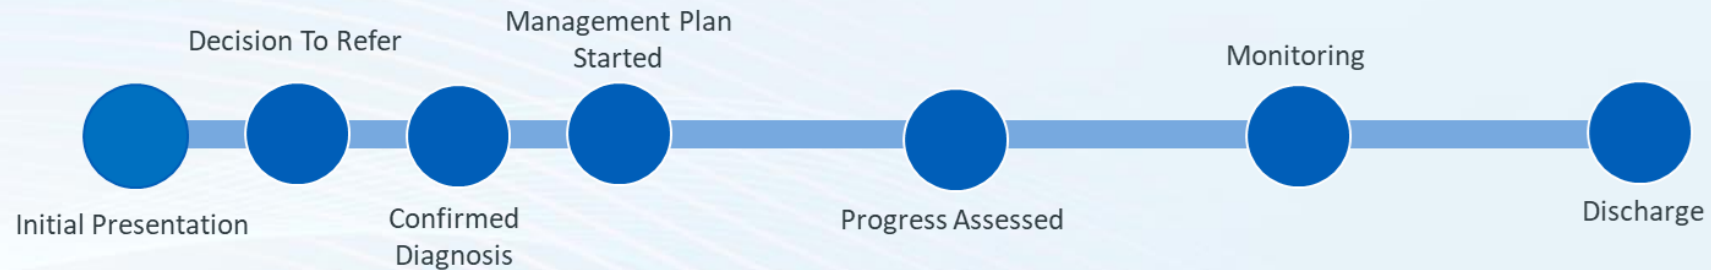 Initial Presentation
Decision To Refer
Confirmed
Diagnosis
Management Plan
Started
Progress Assessed
Monitoring
Discharge